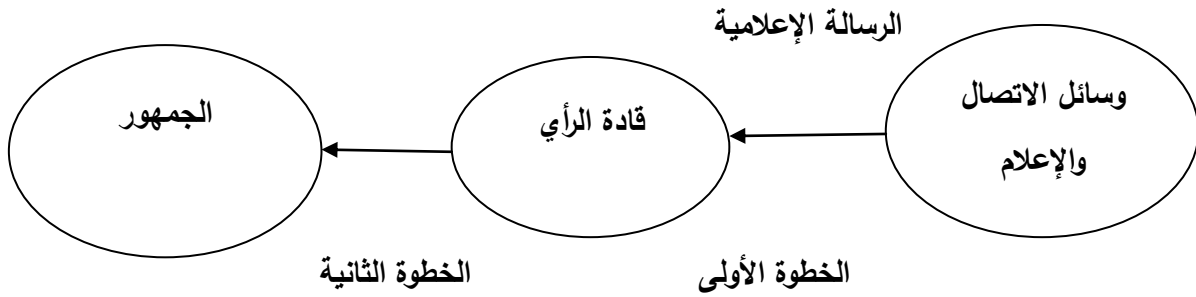 الرسالة الإعلامية
وسائل الاتصال
والإعلام
قادة الرأي
الجمهور
الخطوة الأولى
الخطوة الثانية